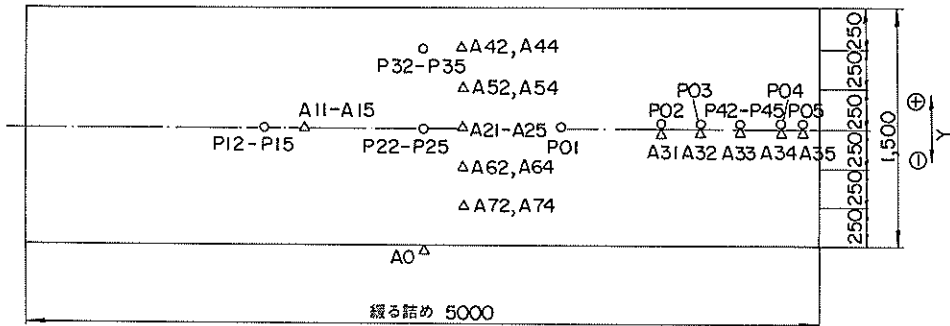 A42, A44
P32-P35
A52, A54
P03
P04
A11-A15
P02
P42-P45
P05
P12-P15
P22-P25
A21-A25
P01
A31 A32 A33 A34 A35
A62, A64
A72, A74
A0
250
250
250
250
250
250
1,500
⊕
⊖
Y
緩る詰め 5000